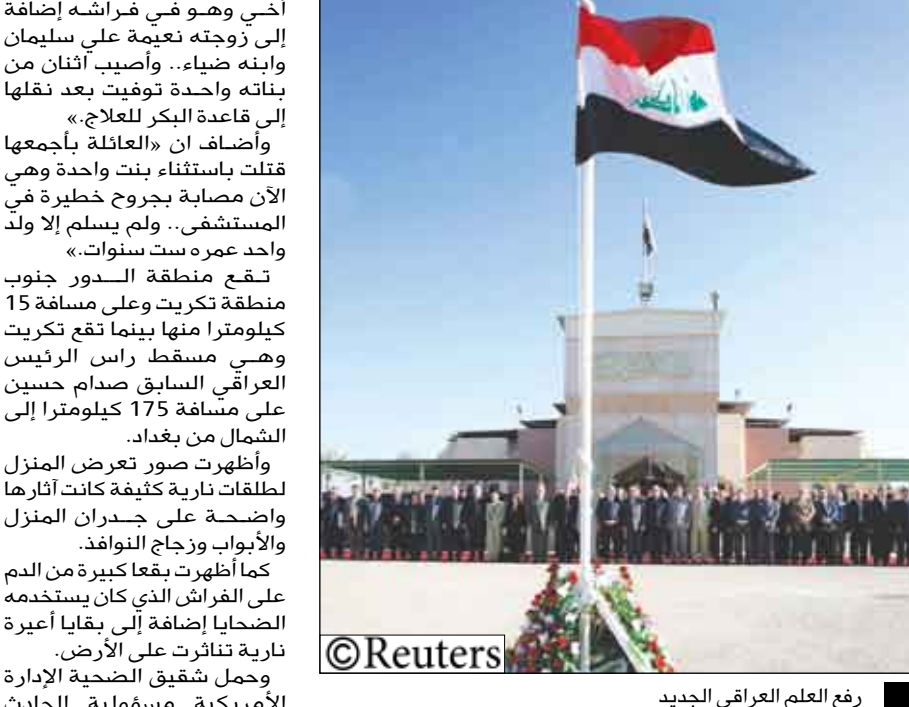 أخي وهو في فراشه إضافة
إلى زوجته نعيمة علي سليمان
وابنه ضياء.. وأصيب اثنان من
بناته واحدة توفيت بعد نقلها
إلى قاعدة البكر للعلاج.»
وأضاف ان «العائلة بأجمعها
قتلت باستثناء بنت واحدة وهي
الآن مصابة بجروح خطيرة في
المستشفى.. ولم يسلم إلا ولد
واحد عمره ست سنوات.»
تقع منطقة الدور جنوب
منطقة تكريت وعلى مسافة 15
كيلومترا منها بينما تقع تكريت
وهي مسقط راس الرئيس
العراقي السابق صدام حسين
على مسافة 175 كيلومترا إلى
الشمال من بغداد.
وأظهرت صور تعرض المنزل
لطلقات نارية كثيفة كانت آثارها
واضحة على جدران المنزل
والأبواب وزجاج النوافذ.
كما أظهرت بقعا كبيرة من الدم
على الفراش الذي كان يستخدمه
الضحايا إضافة إلى بقايا أعيرة
نارية تناثرت على الأرض.
وحمل شقيق الضحية الإدارة
الأمريكية مسؤولية الحادث
الله أكبر
©Reuters
رفع العلم العراقي الجديد